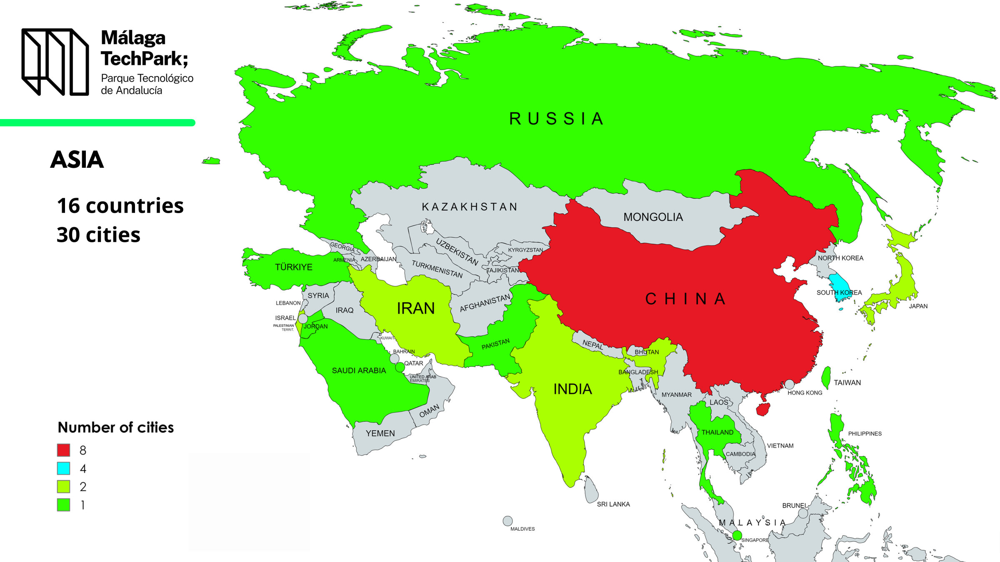 Málaga
TechPark;
Parque Tecnológico
de Andalucía
ASIA
16 countries
30 cities
Number of cities
8
4
2
1
RUSSIA
KAZAKHSTAN
MONGOLIA
GEORGIA
UZBEKISTAN
KYRGYZSTAN
ARMENIA
AZERBAIJAN
NORTH KOREA
TÜRKIYE
TURKMENISTAN
TAJIKISTAN
SYRIA
LEBANON
AFGHANISTAN
CHINA
SOUTH KOREA
IRAQ
IRAN
JAPAN
ISRAEL
PALESTINIAN
TERRIT.
JORDAN
KUWAIT
PAKISTAN
NEPAL
BAHRAIN
BHUTAN
QATAR
SAUDI ARABIA
BANGLADESH
UNITED ARAB
EMIRATES
TAIWAN
INDIA
HONG KONG
MYANMAR
LAOS
OMAN
YEMEN
THAILAND
PHILIPPINES
VIETNAM
CAMBODIA
SRI LANKA
BRUNEI
MALAYSIA
MALDIVES
SINGAPORE